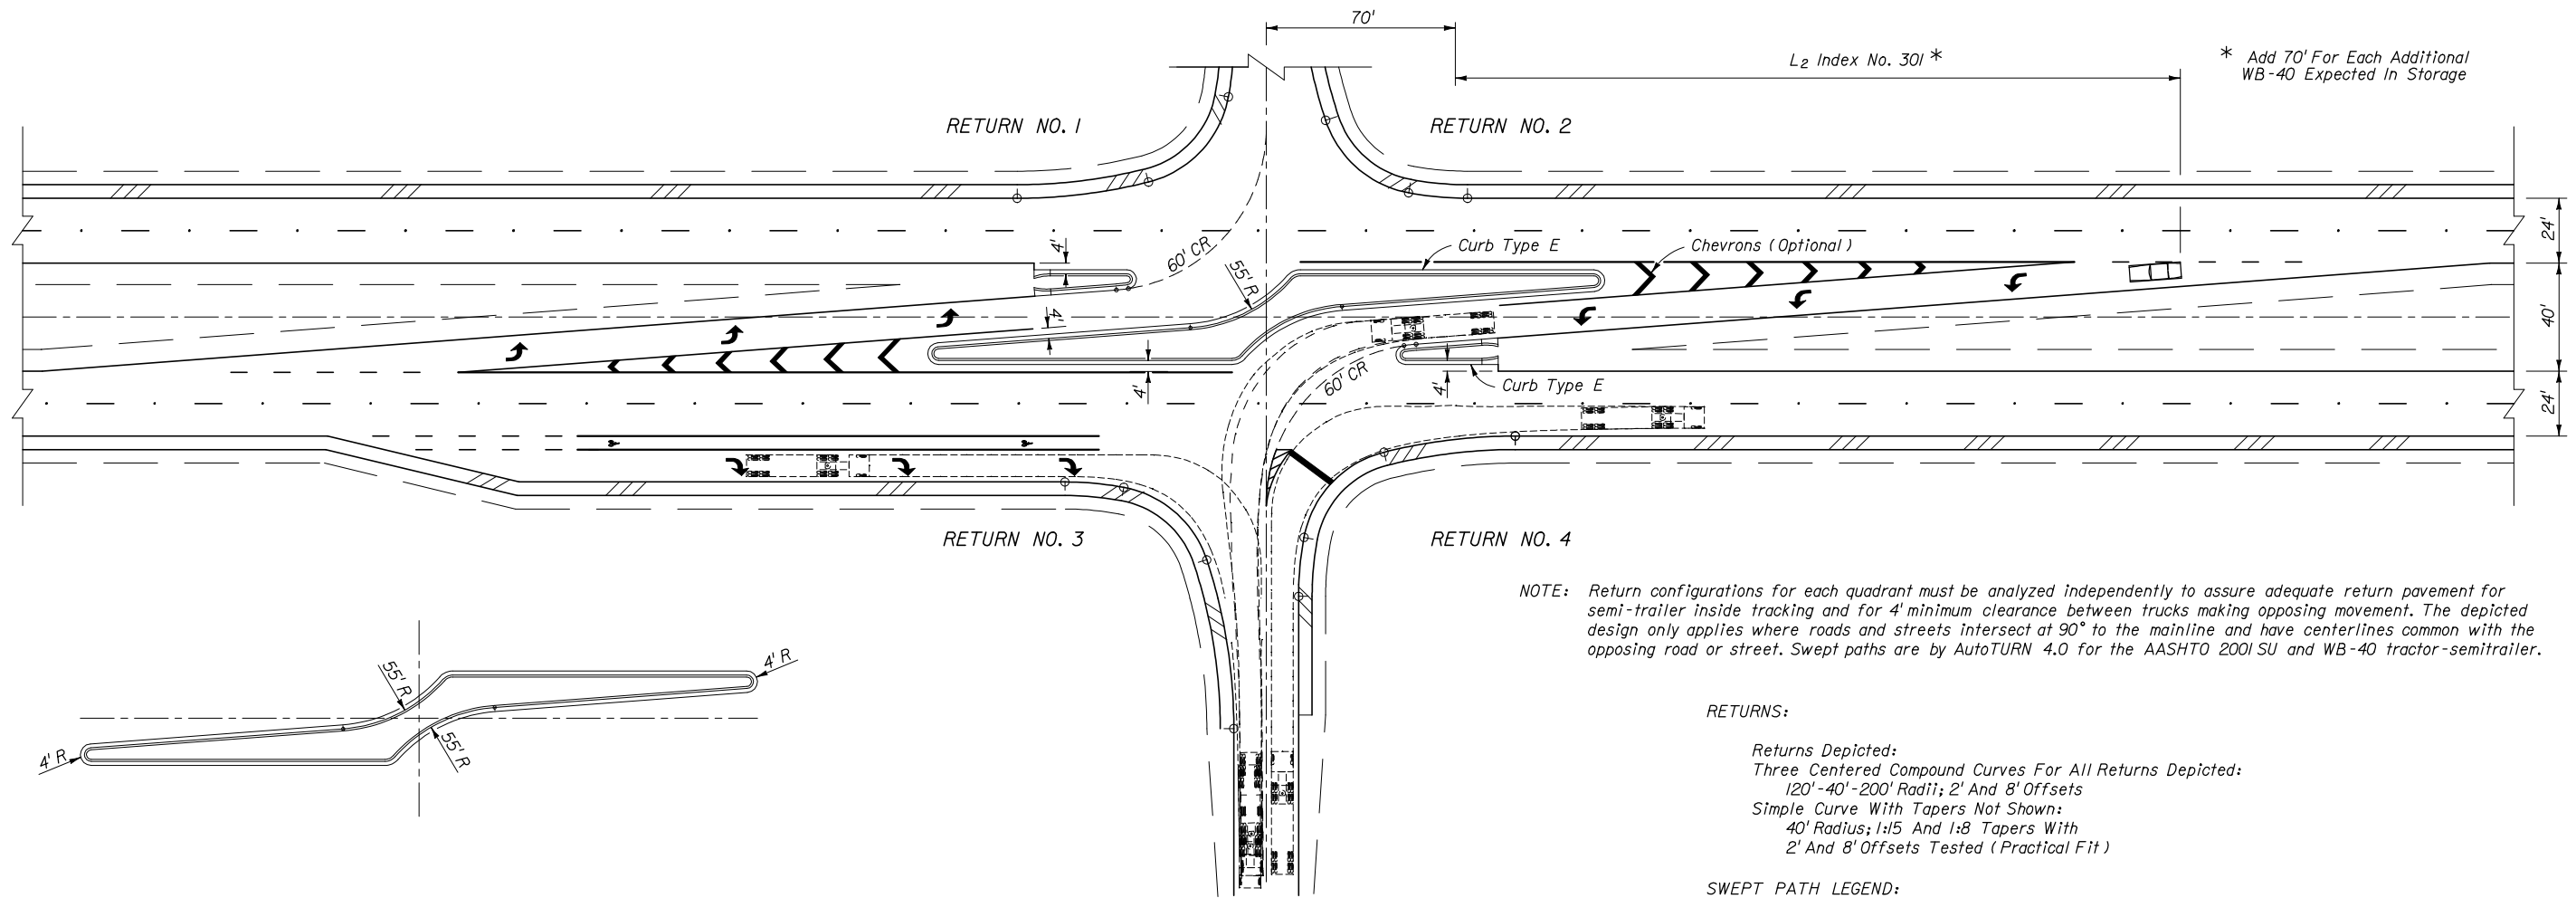 70'
L2 Index No. 301 *
* Add 70' For Each Additional
WB-40 Expected In Storage
RETURN NO. 1
RETURN NO. 2
4'
60' CR
55' R
Curb Type E
Chevrons (Optional)
24'
4'
40'
4'
60' CR
4'
Curb Type E
24'
RETURN NO. 3
RETURN NO. 4
NOTE: Return configurations for each quadrant must be analyzed independently to assure adequate return pavement for
semi-trailer inside tracking and for 4' minimum clearance between trucks making opposing movement. The depicted
design only applies where roads and streets intersect at 90° to the mainline and have centerlines common with the
opposing road or street. Swept paths are by AutoTURN 4.0 for the AASHTO 2001 SU and WB-40 tractor-semitrailer.
55' R
4' R
4' R
55' R
RETURNS:
Returns Depicted:
Three Centered Compound Curves For All Returns Depicted:
120'-40'-200' Radii; 2' And 8' Offsets
Simple Curve With Tapers Not Shown:
40' Radius; 1:15 And 1:8 Tapers With
2' And 8' Offsets Tested (Practical Fit)
SWEPT PATH LEGEND: